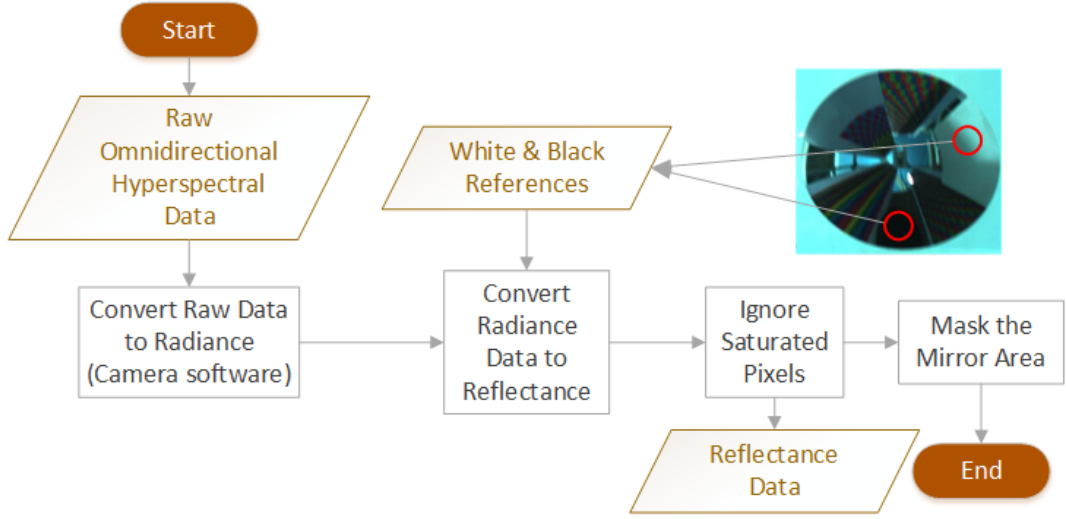 Start
Raw
Omnidirectional
Hyperspectral
Data
White & Black
References
Convert Raw Data
to Radiance
(Camera software)
Convert
Radiance
Data to
Reflectance
Ignore
Saturated
Pixels
Mask the
Mirror Area
Reflectance
Data
End